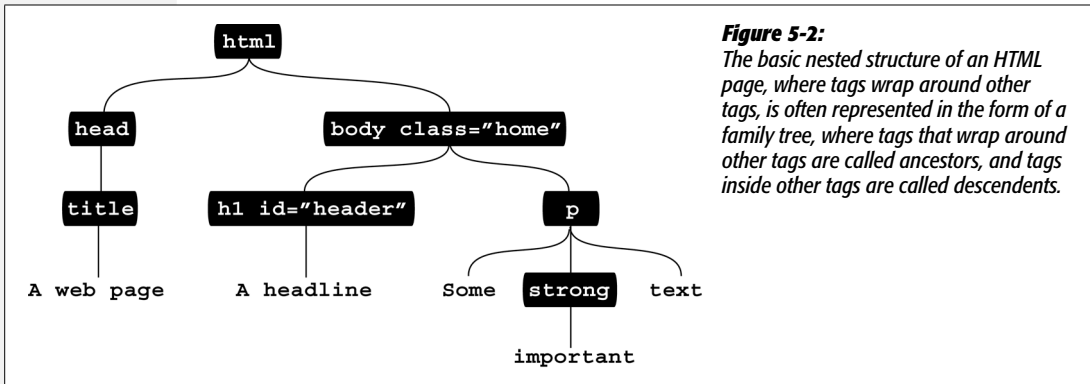 html
head
body class="home"
title
h1 id="header"
p
A web page
A headline
Some
strong
text
important
Figure 5-2:
The basic nested structure of an HTML
page, where tags wrap around other
tags, is often represented in the form of a
family tree, where tags that wrap around
other tags are called ancestors, and tags
inside other tags are called descendents.